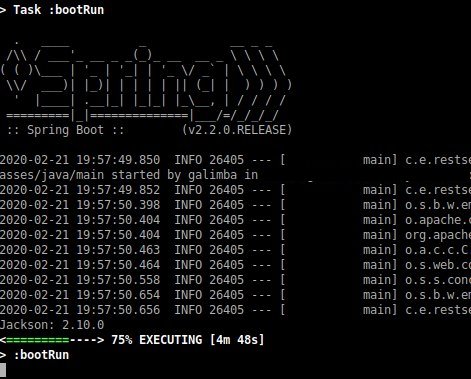 > Task :bootRun
  .   ____          _            __ _ _
 /\\ / ___'_ __ _ _(_)_ __  __ _ \ \ \ \
( ( )\___ | '_ | '_| | '_ \/ _` | \ \ \ \
 \\/  ___)| |_)| | | | | || (_| |  ) ) ) )
  '  |____| .__|_| |_|_| |_\__, | / / / /
 =========|_|==============|___/=/_/_/_/
 :: Spring Boot ::        (v2.2.0.RELEASE)
2020-02-21 19:57:49.850  INFO 26405 --- [           main] c.e.restse
asses/java/main started by galimba in
2020-02-21 19:57:49.852  INFO 26405 --- [           main] c.e.restse
2020-02-21 19:57:50.398  INFO 26405 --- [           main] o.s.b.w.em
2020-02-21 19:57:50.404  INFO 26405 --- [           main] o.apache.c
2020-02-21 19:57:50.404  INFO 26405 --- [           main] org.apache
2020-02-21 19:57:50.463  INFO 26405 --- [           main] o.a.c.c.C
2020-02-21 19:57:50.464  INFO 26405 --- [           main] o.s.web.co
2020-02-21 19:57:50.558  INFO 26405 --- [           main] o.s.s.conc
2020-02-21 19:57:50.654  INFO 26405 --- [           main] o.s.b.w.em
2020-02-21 19:57:50.656  INFO 26405 --- [           main] c.e.restse
Jackson: 2.10.0
<=========----> 75% EXECUTING [4m 48s]
> :bootRun